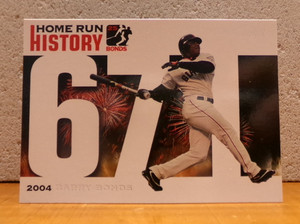 HOME RUN
HISTORY
BONDS
671
2004 BARRY BONDS